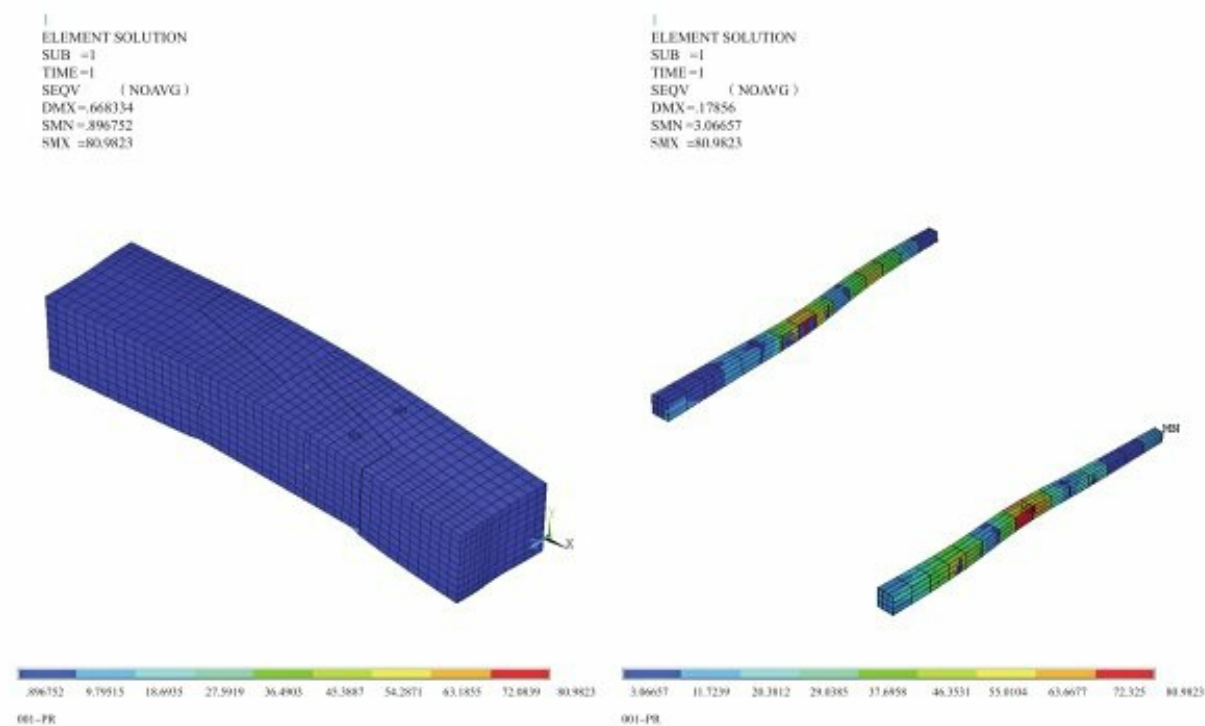 ELEMENT SOLUTION
SUB =1
TIME=1
SEQV (NOAVG)
DMX=.668334
SMN=.896752
SMX =80.9823
X
.896752 9.79515 18.6935 27.5919 36.4903 45.3887 54.2871 63.1855 72.0839 80.9823
001-PR
ELEMENT SOLUTION
SUB =1
TIME=1
SEQV (NOAVG)
DMX=.17856
SMN=3.06657
SMX =80.9823
MN
3.06657 11.7239 20.3812 29.0385 37.6958 46.3531 55.0104 63.6677 72.325 80.9823
001-PR